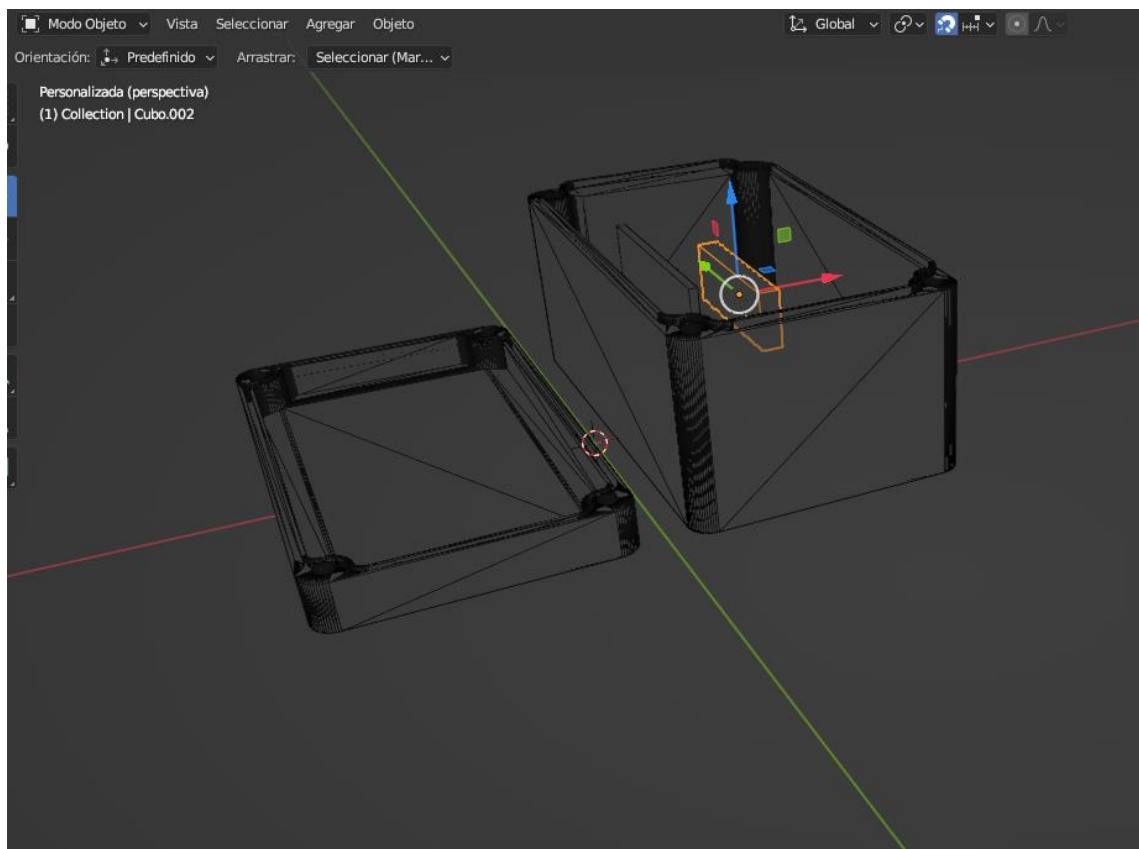 Modo Objeto Vista Seleccionar Agregar Objeto Global
Orientación: Predefinido Arrastrar: Seleccionar (Mar...
Personalizada (perspectiva)
(1) Collection | Cubo.002